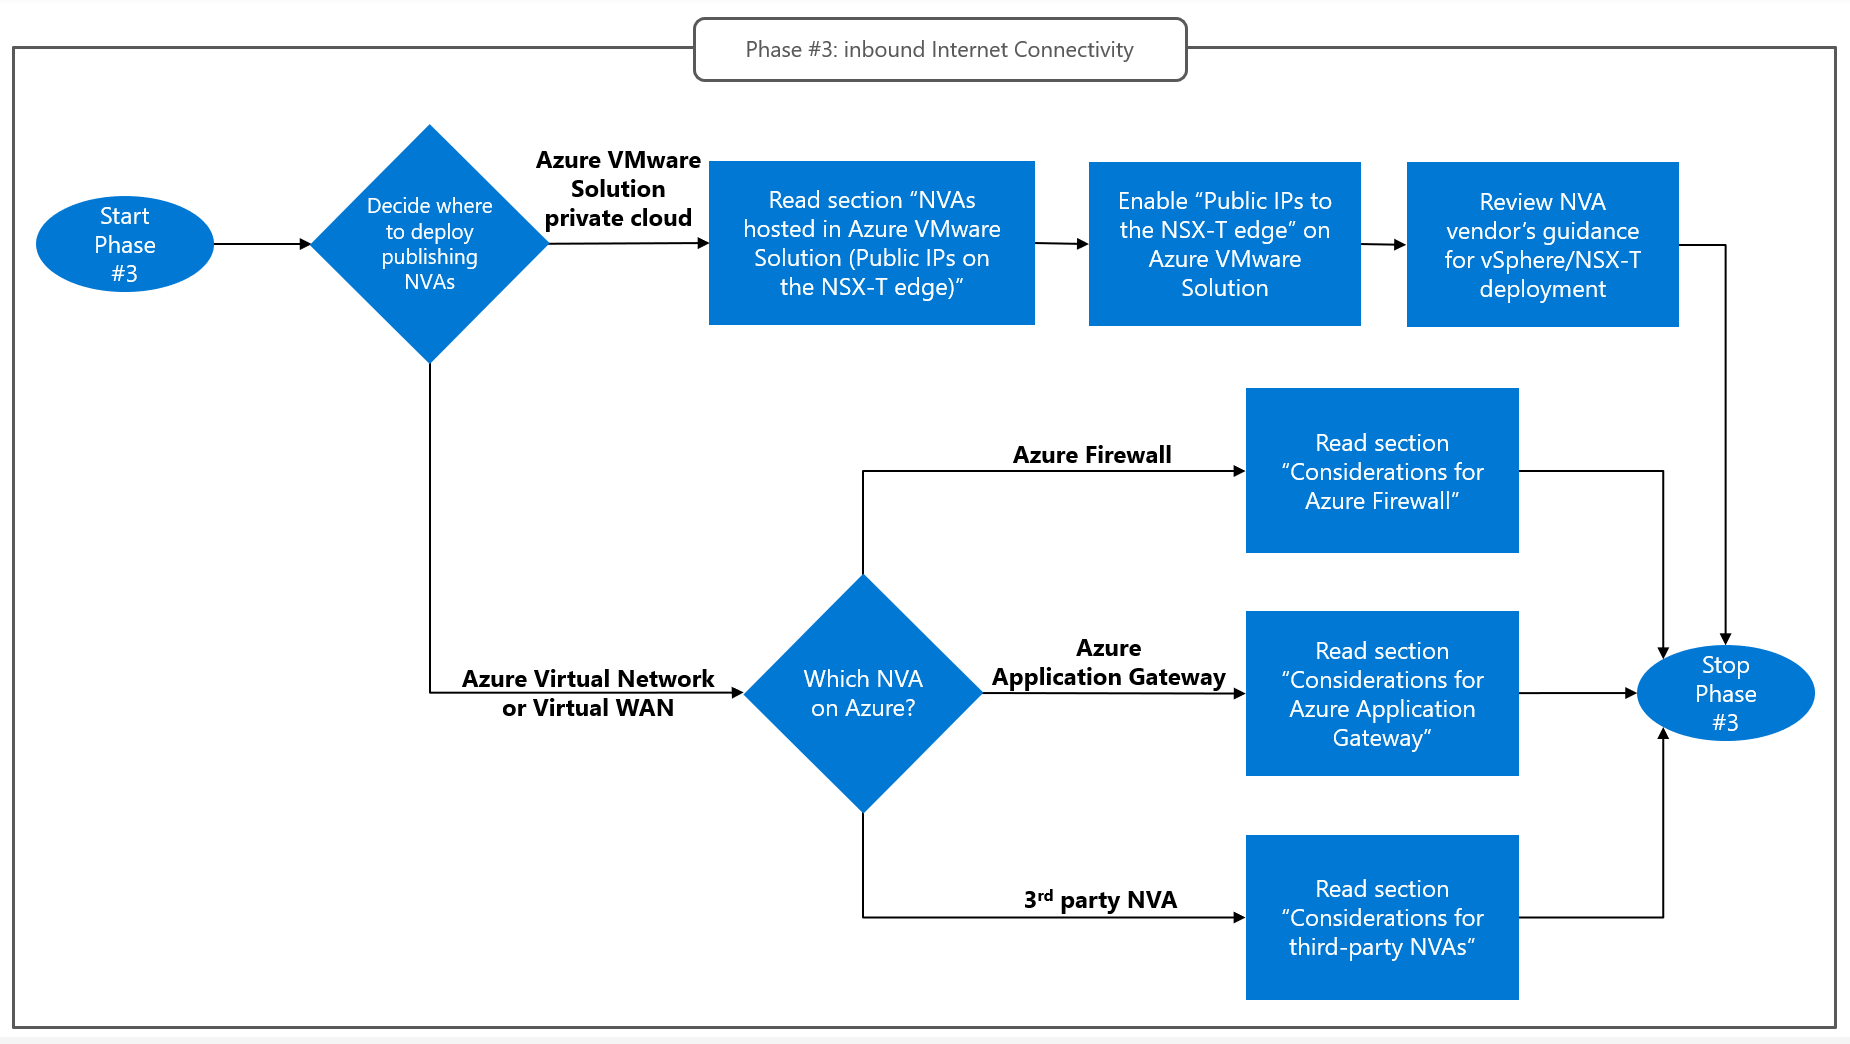 Phase #3: inbound Internet Connectivity
Start
Phase
#3
Decide where
to deploy
publishing
NVAs
Azure VMware
Solution
private cloud
Read section “NVAs
hosted in Azure VMware
Solution (Public IPs on
the NSX-T edge)”
Enable “Public IPs to
the NSX-T edge” on
Azure VMware
Solution
Review NVA
vendor’s guidance
for vSphere/NSX-T
deployment
Azure Firewall
Read section
“Considerations for
Azure Firewall”
Azure Virtual Network
or Virtual WAN
Which NVA
on Azure?
Azure
Application Gateway
Read section
“Considerations for
Azure Application
Gateway”
Stop
Phase
#3
3rd party NVA
Read section
“Considerations for
third-party NVAs”